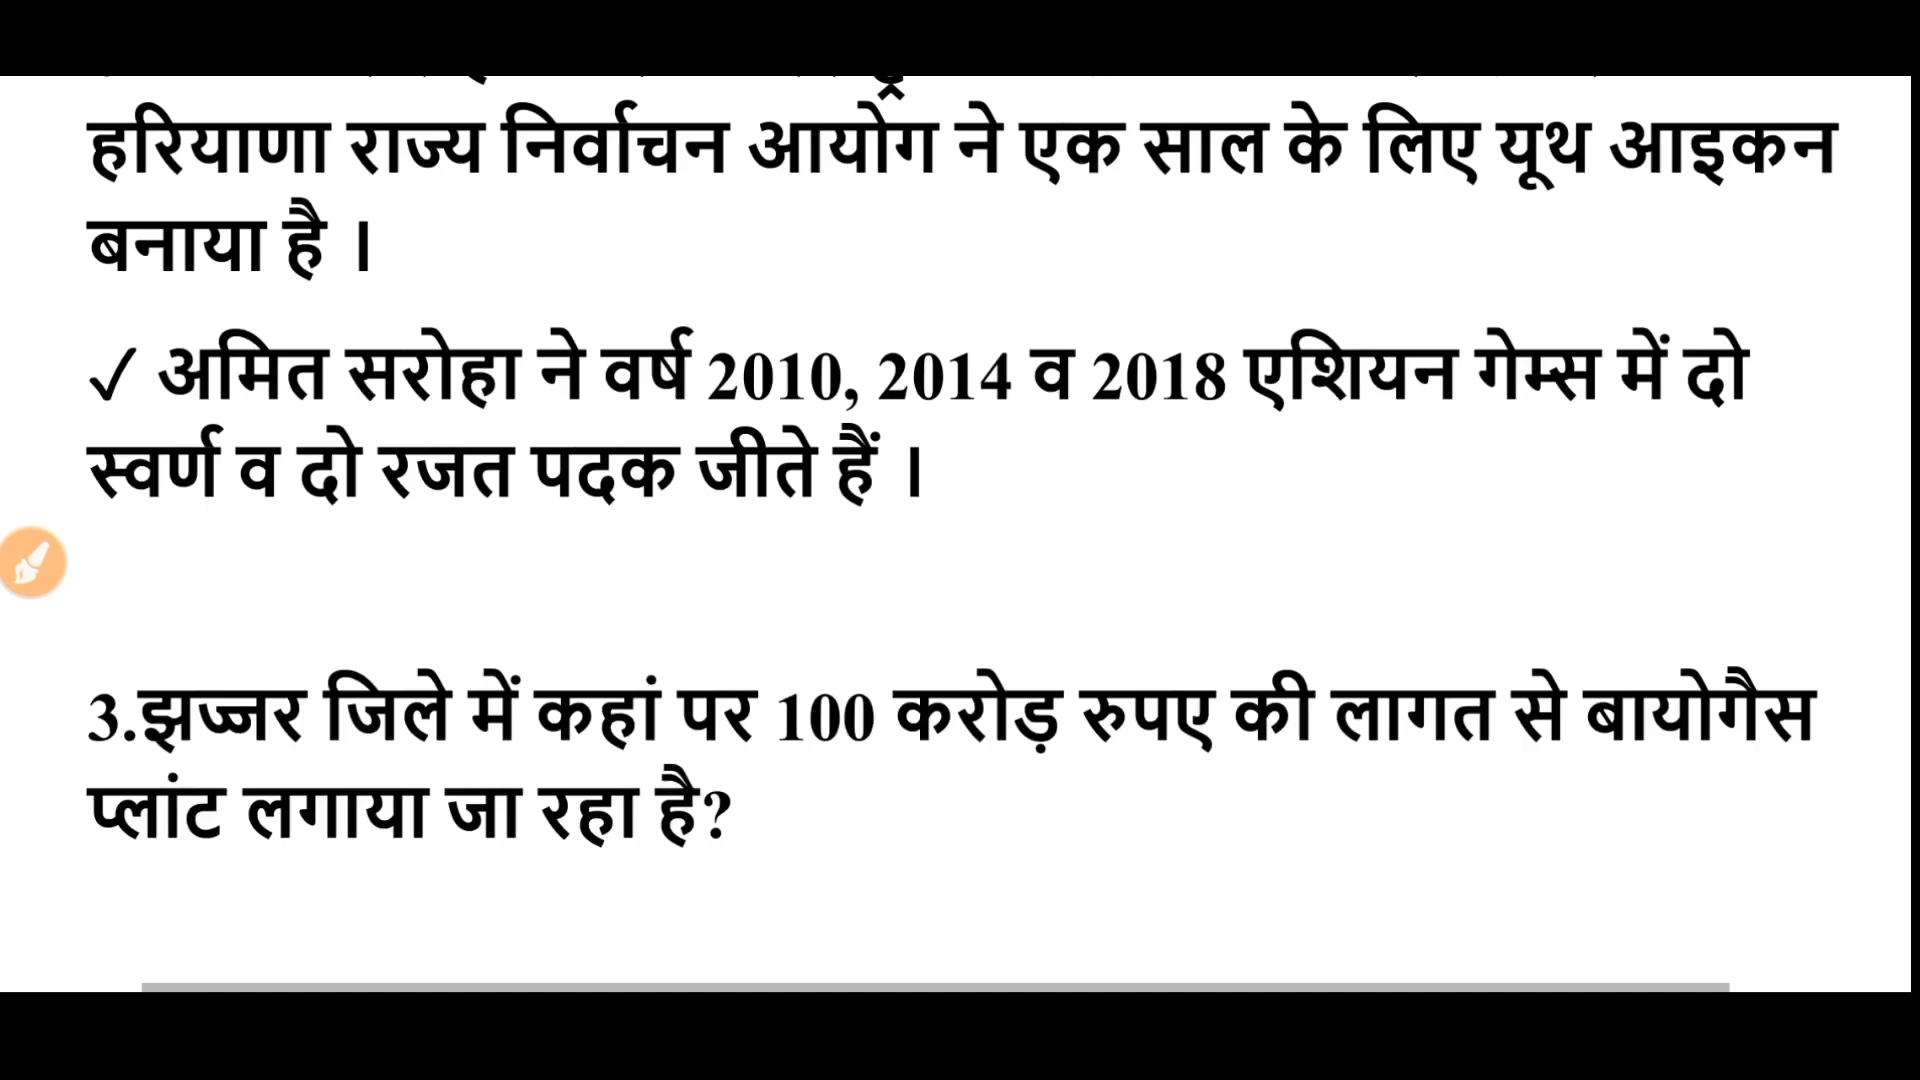 हरियाणा राज्य निर्वाचन आयोग ने एक साल के लिए यूथ आइकन
बनाया है ।
✓ अमित सरोहा ने वर्ष 2010, 2014 व 2018 एशियन गेम्स में दो
स्वर्ण व दो रजत पदक जीते हैं ।
3.झज्जर जिले में कहां पर 100 करोड़ रुपए की लागत से बायोगैस
प्लांट लगाया जा रहा है?